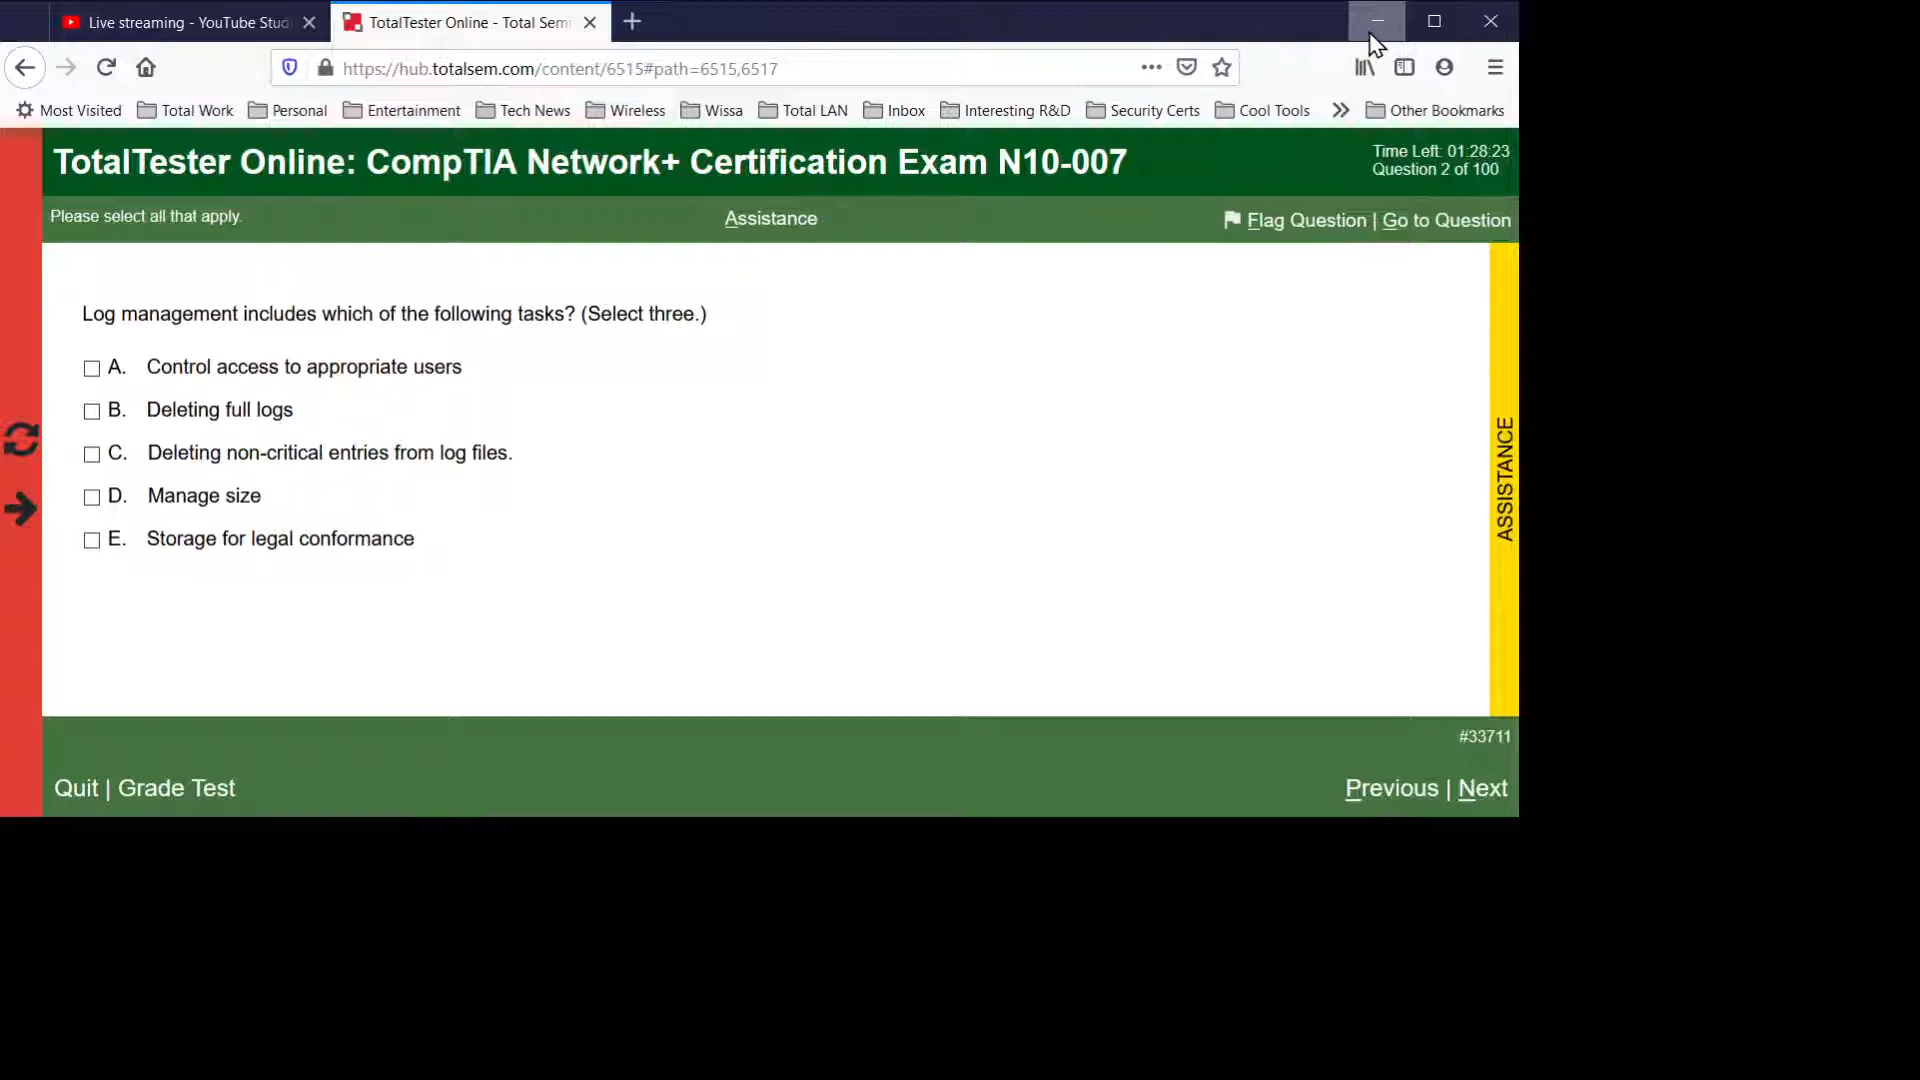 Live streaming - YouTube Stud
TotalTester Online - Total Sem
https://hub.totalsem.com/content/6515#path=6515,6517
Most Visited Total Work Personal Entertainment Tech News Wireless Wissa Total LAN Inbox Interesting R&D Security Certs Cool Tools Other Bookmarks
TotalTester Online: CompTIA Network+ Certification Exam N10-007
Time Left: 01:28:23
Question 2 of 100
Please select all that apply.
Assistance
Flag Question | Go to Question
Log management includes which of the following tasks? (Select three.)
A. Control access to appropriate users
B. Deleting full logs
C. Deleting non-critical entries from log files.
D. Manage size
E. Storage for legal conformance
ASSISTANCE
#33711
Quit | Grade Test
Previous | Next